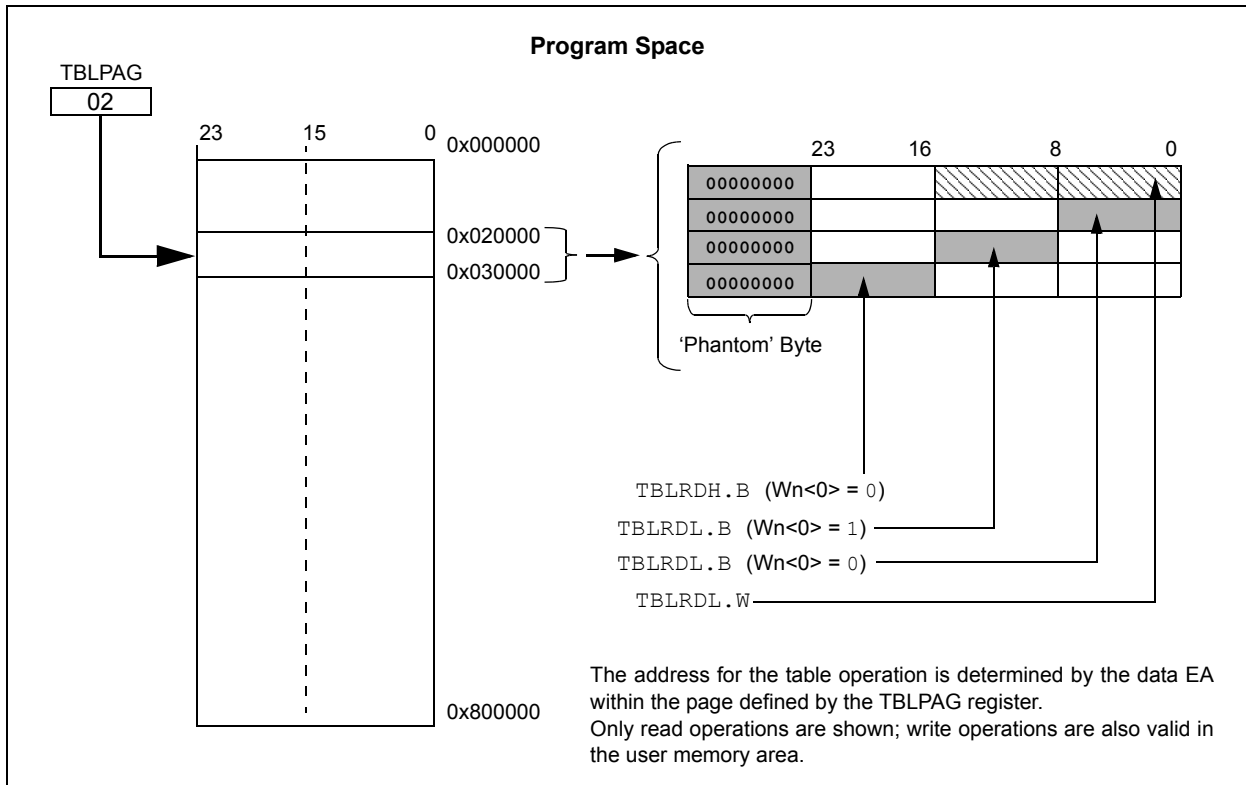 Program Space
TBLPAG
02
23 15 0
0x000000
0x020000
0x030000
0x800000
23 16 8 0
00000000
00000000
00000000
00000000
‘Phantom’ Byte
TBLRDH.B (Wn<0> = 0)
TBLRDL.B (Wn<0> = 1)
TBLRDL.B (Wn<0> = 0)
TBLRDL.W
The address for the table operation is determined by the data EA
within the page defined by the TBLPAG register.
Only read operations are shown; write operations are also valid in
the user memory area.